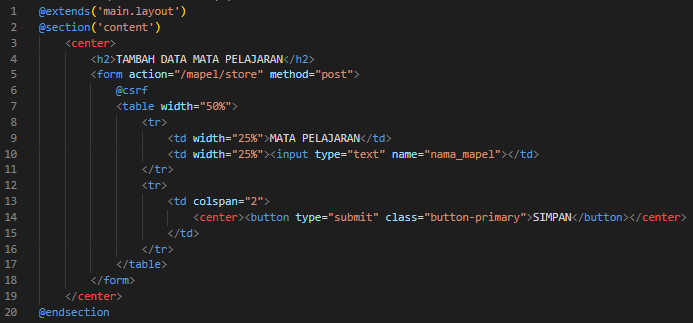 1 @extends('main.layout')
2 @section('content')
3 <center>
4 <h2>TAMBAH DATA MATA PELAJARAN</h2>
5 <form action="/mapel/store" method="post">
6 @csrf
7 <table width="50%">
8 <tr>
9 <td width="25%">MATA PELAJARAN</td>
10 <td width="25%"><input type="text" name="nama_mapel"></td>
11 </tr>
12 <tr>
13 <td colspan="2">
14 <center><button type="submit" class="button-primary">SIMPAN</button></center>
15 </td>
16 </tr>
17 </table>
18 </form>
19 </center>
20 @endsection